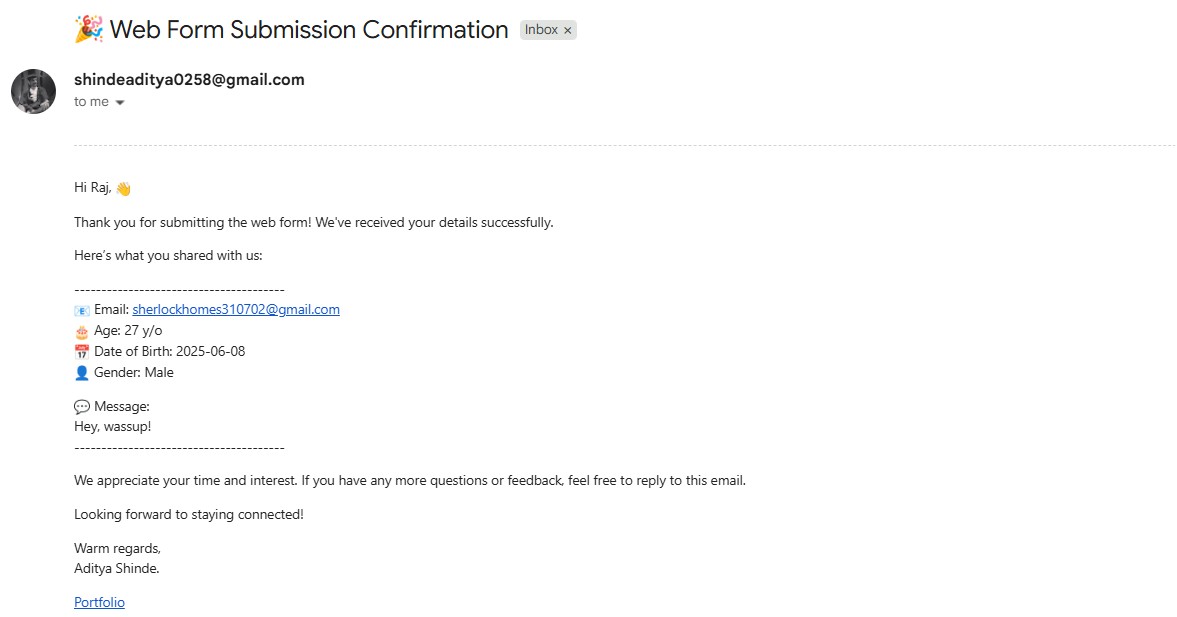 🎉 Web Form Submission Confirmation Inbox ×
shindeaditya0258@gmail.com
to me
Hi Raj, 👋
Thank you for submitting the web form! We've received your details successfully.
Here’s what you shared with us:
---------------------------------------
📧 Email: sherlockhomes310702@gmail.com
🎂 Age: 27 y/o
📅 Date of Birth: 2025-06-08
👤 Gender: Male
💬 Message:
Hey, wassup!
---------------------------------------
We appreciate your time and interest. If you have any more questions or feedback, feel free to reply to this email.
Looking forward to staying connected!
Warm regards,
Aditya Shinde.
Portfolio